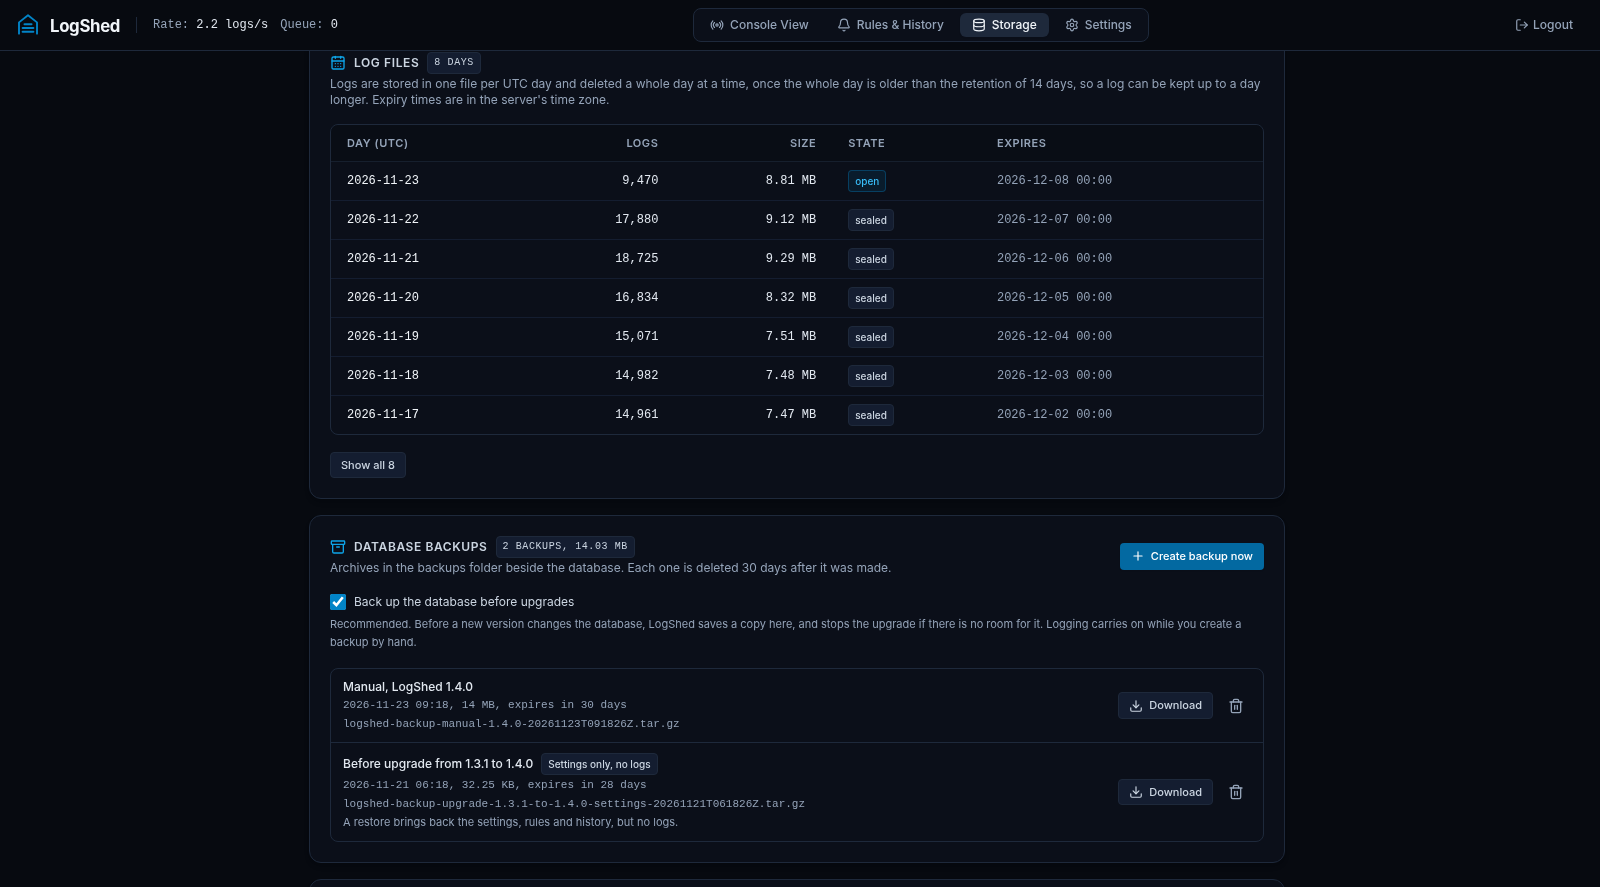 LogShed
Rate: 2.2 logs/s Queue: 0
Console View
Rules & History
Storage
Settings
Logout
LOG FILES
8 DAYS
Logs are stored in one file per UTC day and deleted a whole day at a time, once the whole day is older than the retention of 14 days, so a log can be kept up to a day
longer. Expiry times are in the server's time zone.
DAY (UTC) LOGS SIZE STATE EXPIRES
2026-11-23 9,470 8.81 MB open 2026-12-08 00:00
2026-11-22 17,880 9.12 MB sealed 2026-12-07 00:00
2026-11-21 18,725 9.29 MB sealed 2026-12-06 00:00
2026-11-20 16,834 8.32 MB sealed 2026-12-05 00:00
2026-11-19 15,071 7.51 MB sealed 2026-12-04 00:00
2026-11-18 14,982 7.48 MB sealed 2026-12-03 00:00
2026-11-17 14,961 7.47 MB sealed 2026-12-02 00:00
Show all 8
DATABASE BACKUPS
2 BACKUPS, 14.03 MB
Archives in the backups folder beside the database. Each one is deleted 30 days after it was made.
Create backup now
Back up the database before upgrades
Recommended. Before a new version changes the database, LogShed saves a copy here, and stops the upgrade if there is no room for it. Logging carries on while you create a
backup by hand.
Manual, LogShed 1.4.0
2026-11-23 09:18, 14 MB, expires in 30 days
logshed-backup-manual-1.4.0-20261123T091826Z.tar.gz
Download
Before upgrade from 1.3.1 to 1.4.0
Settings only, no logs
2026-11-21 06:18, 32.25 KB, expires in 28 days
logshed-backup-upgrade-1.3.1-to-1.4.0-settings-20261121T061826Z.tar.gz
A restore brings back the settings, rules and history, but no logs.
Download